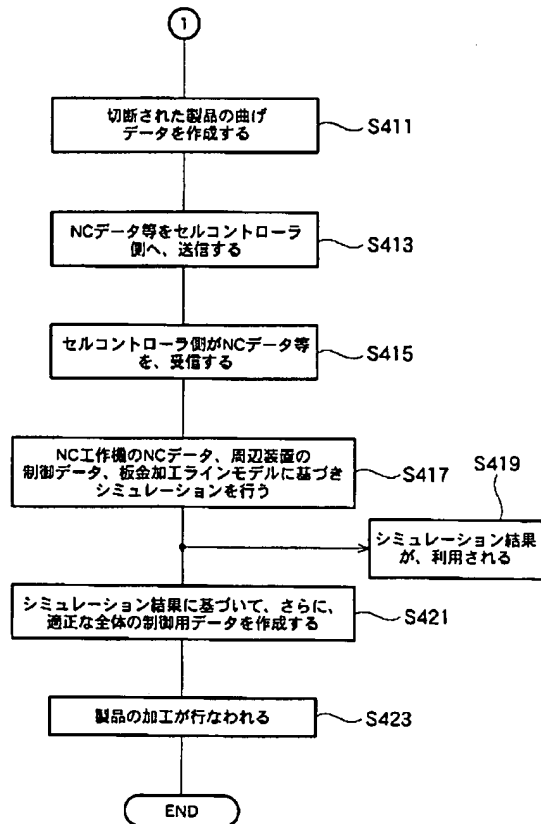 1
切断された製品の曲げ
データを作成する
S411
NCデータ等をセルコントローラ
側へ、送信する
S413
セルコントローラ側がNCデータ等
を、受信する
S415
NC工作機のNCデータ、周辺装置の
制御データ、板金加工ラインモデルに基づき
シミュレーションを行う
S417
S419
シミュレーション結果
が、利用される
シミュレーション結果に基づいて、さらに、
適正な全体の制御用データを作成する
S421
製品の加工が行なわれる
S423
END